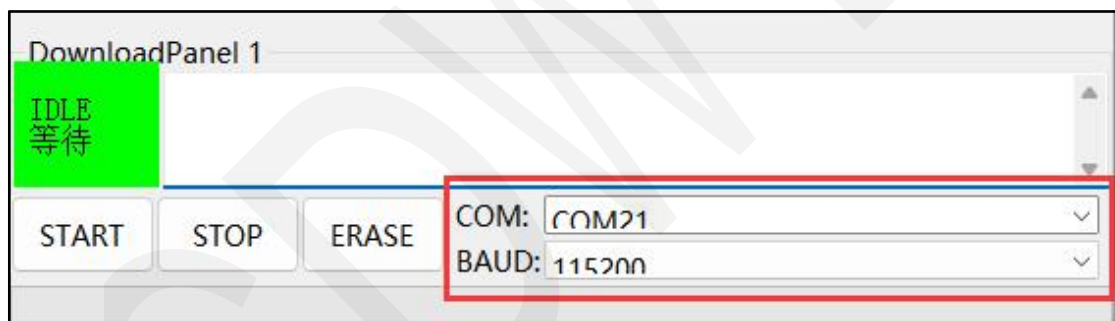 DownloadPanel 1
IDLE
等待
START STOP ERASE
COM: COM21
BAUD: 115200